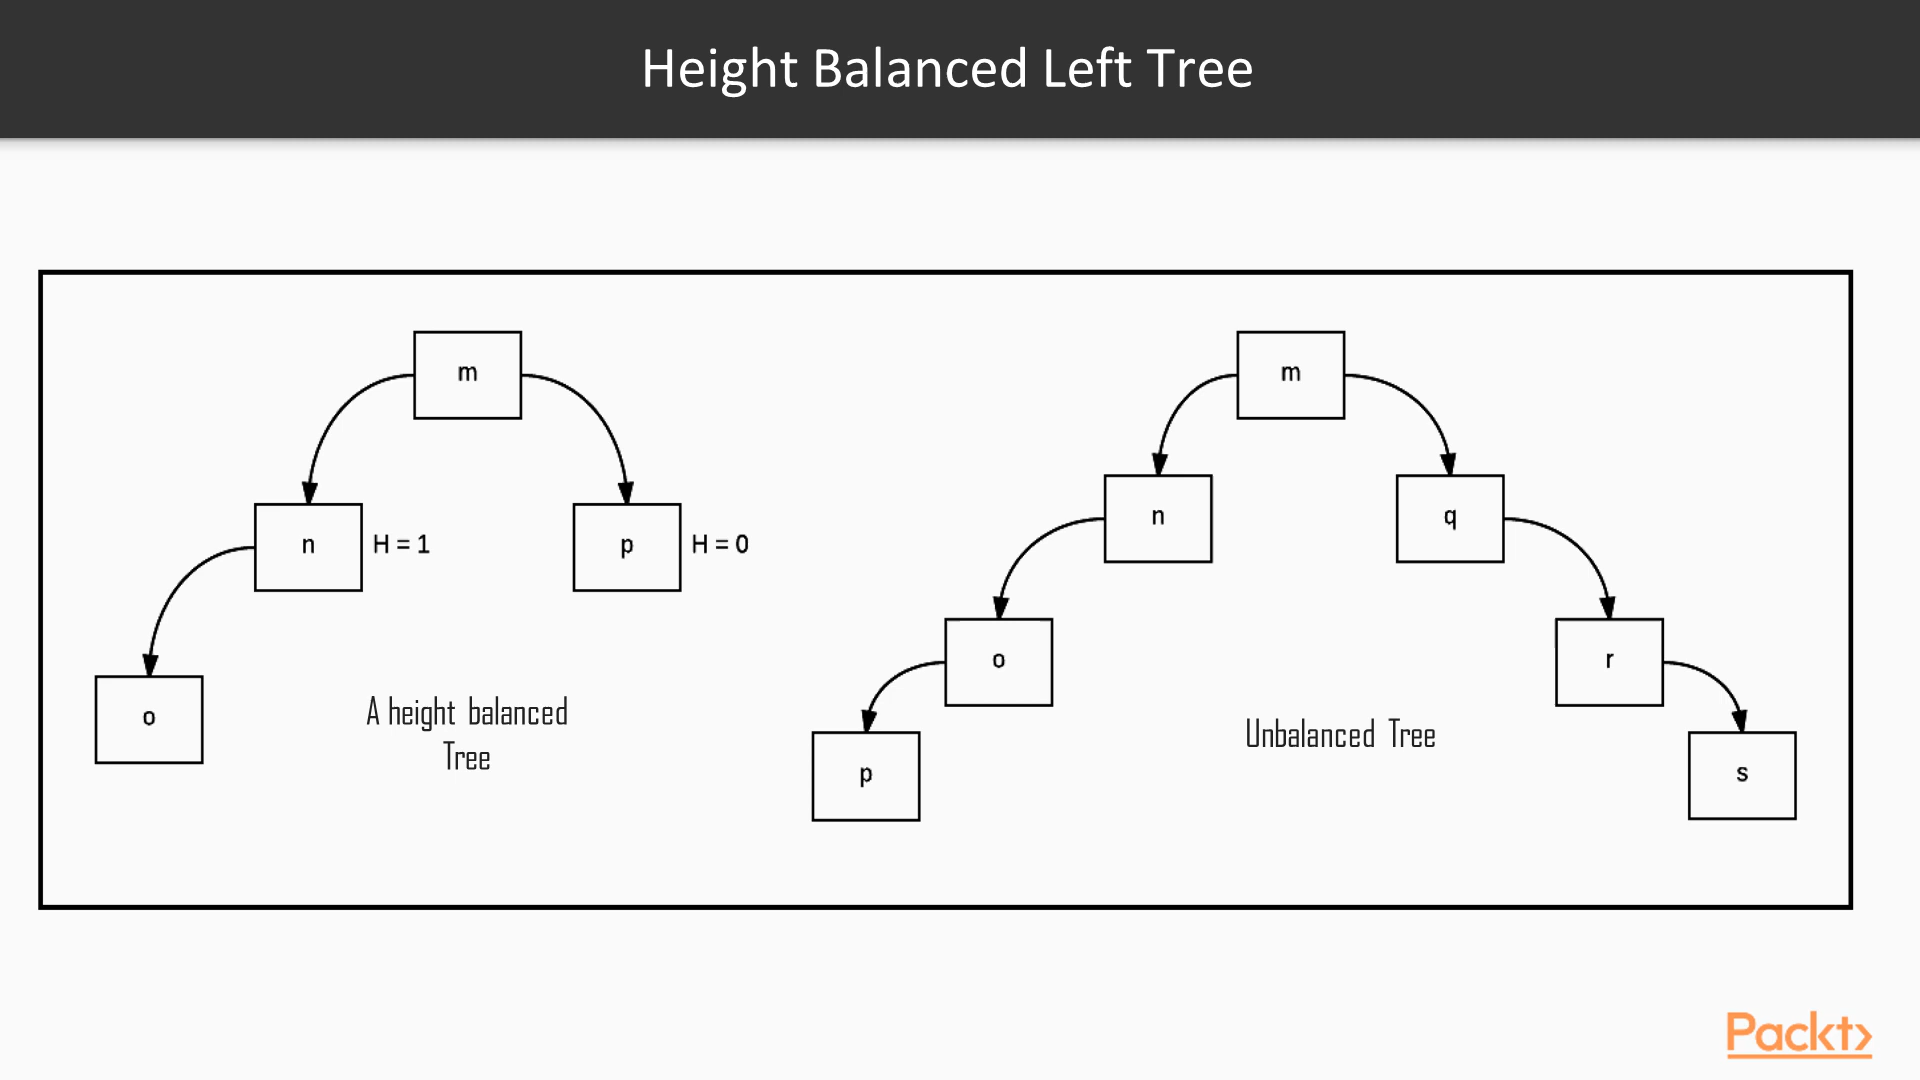 Height Balanced Left Tree
m
n
H = 1
p
H = 0
o
A height balanced
Tree
m
n
q
o
r
p
s
Unbalanced Tree
Packt>